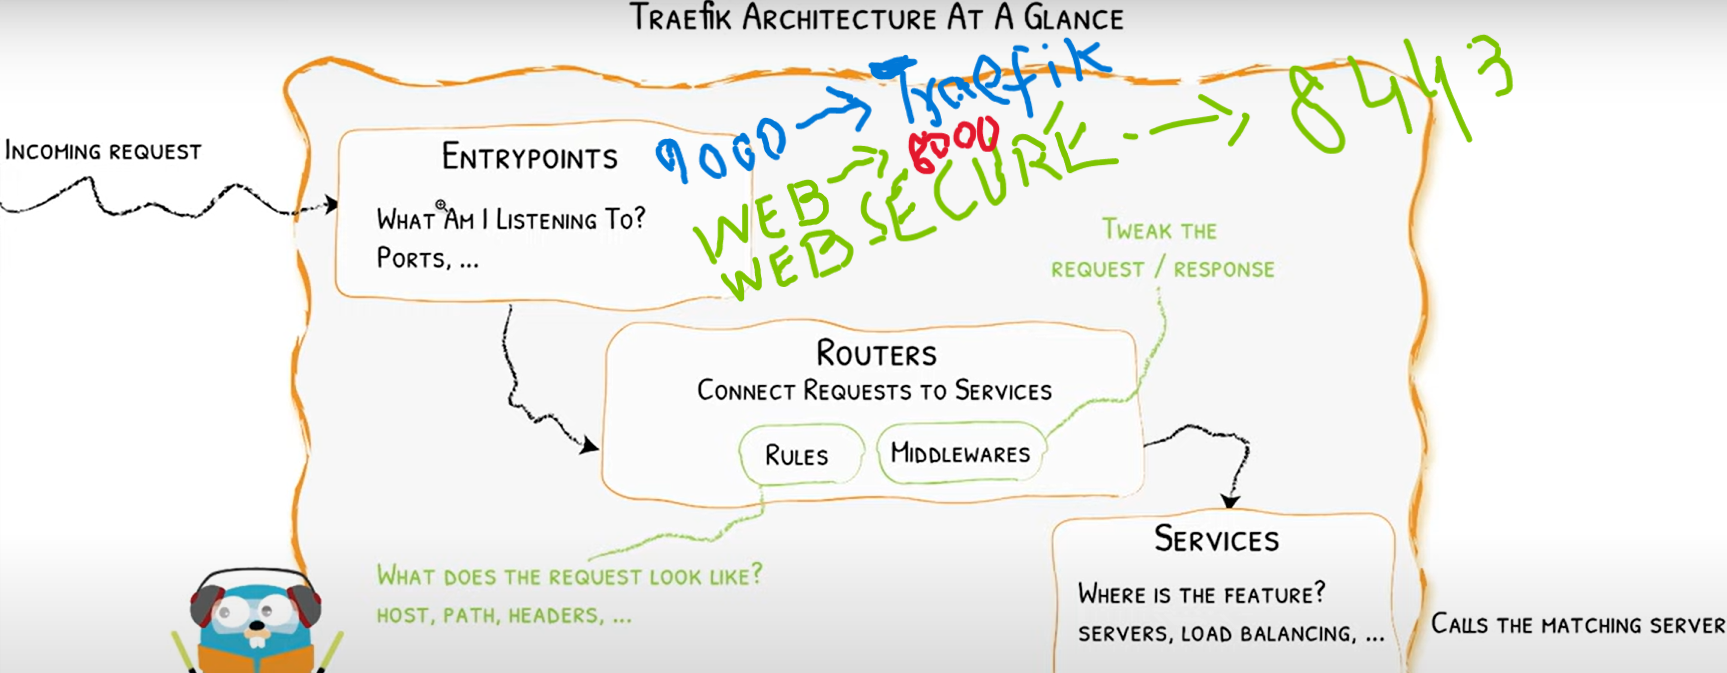 Traefik Architecture At A Glance
Incoming request
Entrypoints
What Am I Listening To?
Ports, ...
9000 → Traefik
WEB → 8000
WEB SECURE → 8443
Tweak the
request / response
Routers
Connect Requests to Services
Rules
Middlewares
What does the request look like?
host, path, headers, ...
Services
Where is the feature?
servers, load balancing, ...
Calls the matching server